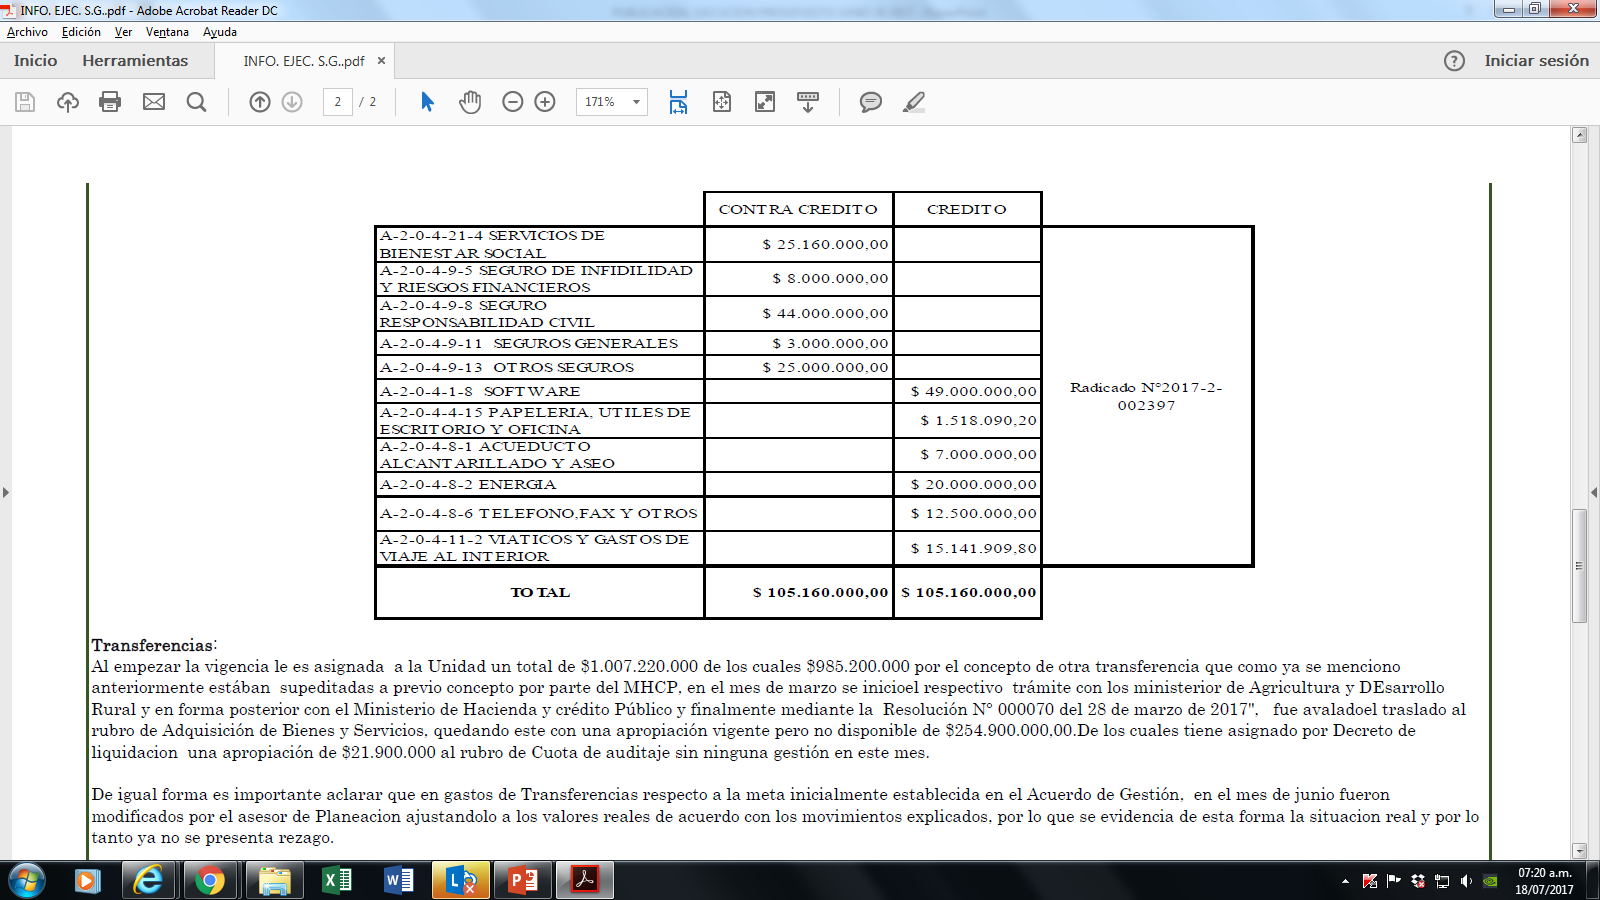 INFO. EJEC. S.G..pdf - Adobe Acrobat Reader DC
Archivo Edición Ver Ventana Ayuda
Inicio Herramientas INFO. EJEC. S.G..pdf × ? Iniciar sesión
2 / 2 171%
CONTRA CREDITO CREDITO
A-2-0-4-21-4 SERVICIOS DE
BIENESTAR SOCIAL $ 25.160.000,00
A-2-0-4-9-5 SEGURO DE INFIDILIDAD
Y RIESGOS FINANCIEROS $ 8.000.000,00
A-2-0-4-9-8 SEGURO
RESPONSABILIDAD CIVIL $ 44.000.000,00
A-2-0-4-9-11 SEGUROS GENERALES $ 3.000.000,00
A-2-0-4-9-13 OTROS SEGUROS $ 25.000.000,00
A-2-0-4-1-8 SOFTWARE $ 49.000.000,00
Radicado N°2017-2-
002397
A-2-0-4-4-15 PAPELERIA, UTILES DE
ESCRITORIO Y OFICINA $ 1.518.090,20
A-2-0-4-8-1 ACUEDUCTO
ALCANTARILLADO Y ASEO $ 7.000.000,00
A-2-0-4-8-2 ENERGIA $ 20.000.000,00
A-2-0-4-8-6 TELEFONO,FAX Y OTROS $ 12.500.000,00
A-2-0-4-11-2 VIATICOS Y GASTOS DE
VIAJE AL INTERIOR $ 15.141.909,80
TOTAL $ 105.160.000,00 $ 105.160.000,00
Transferencias:
Al empezar la vigencia le es asignada a la Unidad un total de $1.007.220.000 de los cuales $985.200.000 por el concepto de otra transferencia que como ya se menciono
anteriormente estában supeditadas a previo concepto por parte del MHCP, en el mes de marzo se inicioel respectivo trámite con los ministerior de Agricultura y DEsarrollo
Rural y en forma posterior con el Ministerio de Hacienda y crédito Público y finalmente mediante la Resolución N° 000070 del 28 de marzo de 2017", fue avaladoel traslado al
rubro de Adquisición de Bienes y Servicios, quedando este con una apropiación vigente pero no disponible de $254.900.000,00.De los cuales tiene asignado por Decreto de
liquidacion una apropiación de $21.900.000 al rubro de Cuota de auditaje sin ninguna gestión en este mes.
De igual forma es importante aclarar que en gastos de Transferencias respecto a la meta inicialmente establecida en el Acuerdo de Gestión, en el mes de junio fueron
modificados por el asesor de Planeacion ajustandolo a los valores reales de acuerdo con los movimientos explicados, por lo que se evidencia de esta forma la situacion real y por lo
tanto ya no se presenta rezago.
07:20 a.m.
18/07/2017